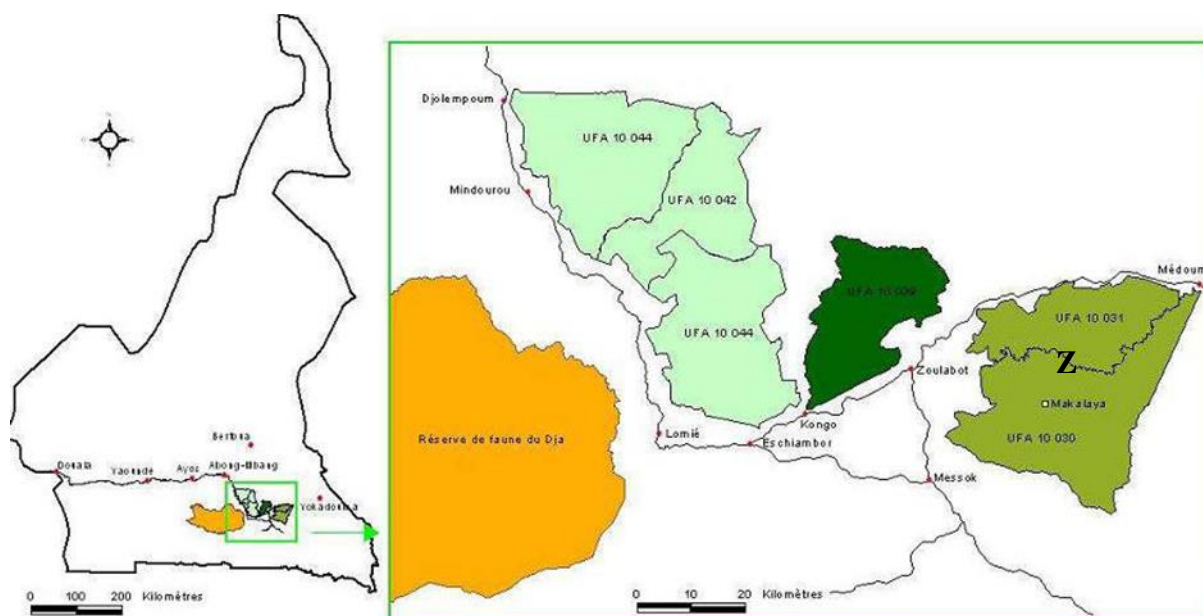 Djolempoum
UFA 10 044
Mindourou
UFA 10 042
UFA 10 044
UFA 10 039
Médoum
UFA 10 031
Z
Zoulabot
Makalaya
Kongo
Lomié
Eschiambor
UFA 10 030
Réserve de faune du Dja
Messok
0 10 20 Kilomètres
Bertoua
Douala
Yaoundé
Ayos
Abong-Mbang
Yokadouma
0 100 200 Kilomètres